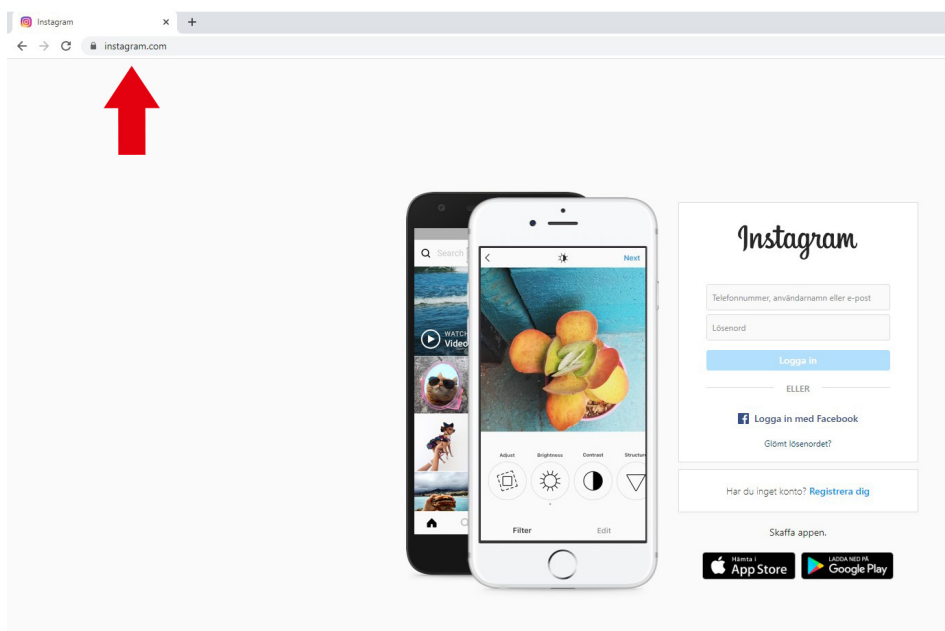 Instagram
instagram.com
Search
WATCH
Video
Next
Adjust
Brightness
Contrast
Structure
Filter
Edit
Instagram
Telefonnummer, användarnamn eller e-post
Lösenord
Logga in
ELLER
Logga in med Facebook
Glömt lösenordet?
Har du inget konto? Registrera dig
Skaffa appen.
Hämta i
App Store
LADDA NED PÅ
Google Play